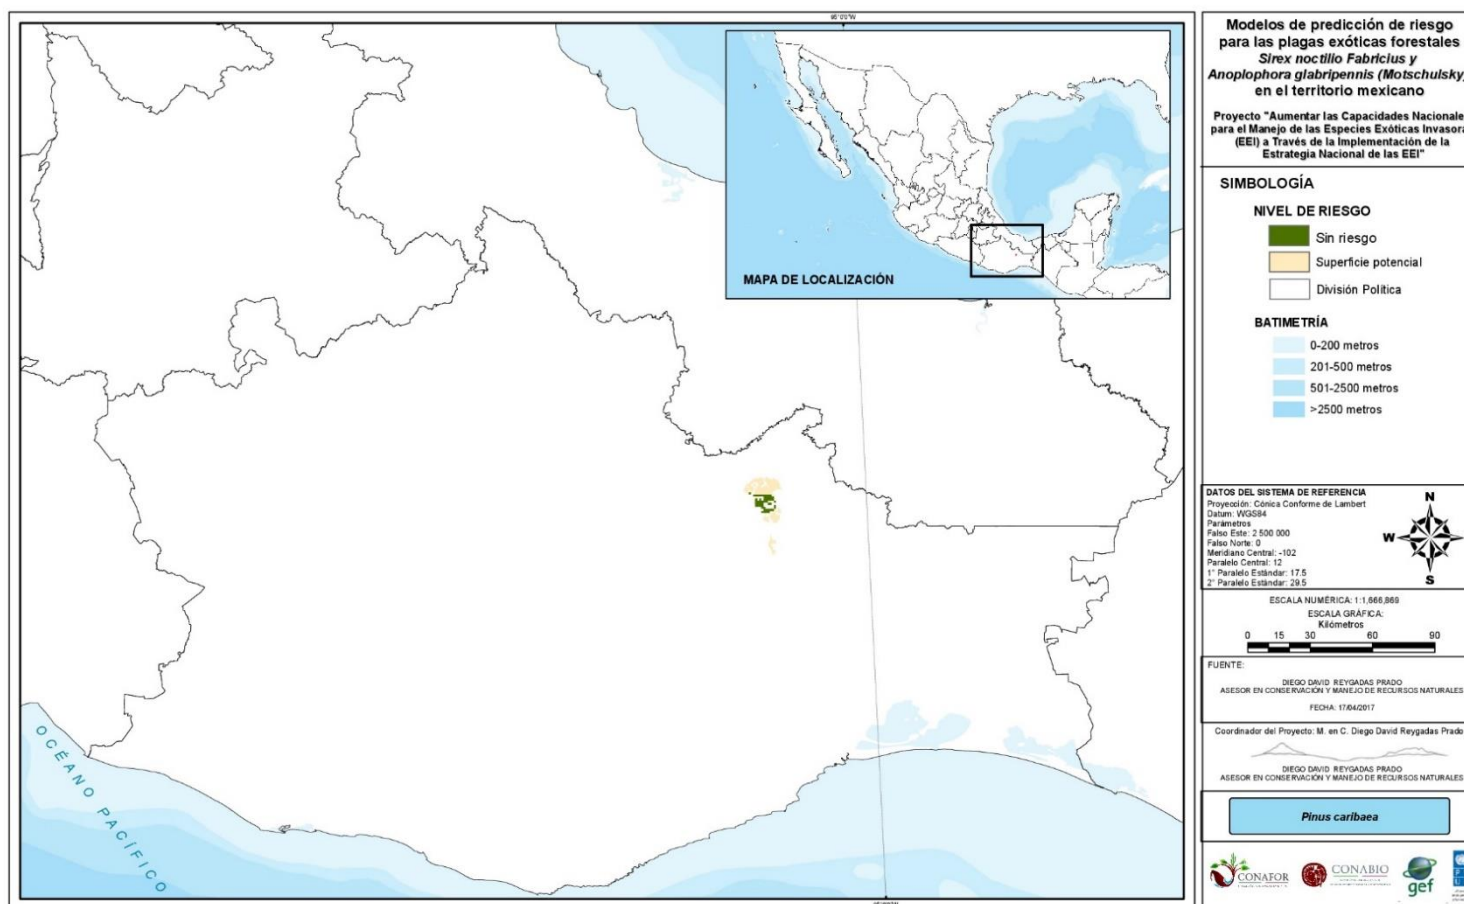 95°0'0"W
Modelos de predicción de riesgo
para las plagas exóticas forestales
Sirex noctilio Fabricius y
Anoplophora glabripennis (Motschulsky)
en el territorio mexicano
Proyecto "Aumentar las Capacidades Nacionale
para el Manejo de las Especies Exóticas Invasora
(EEI) a Través de la Implementación de la
Estrategia Nacional de las EEI"
SIMBOLOGÍA
NIVEL DE RIESGO
Sin riesgo
Superficie potencial
División Política
BATIMETRÍA
0-200 metros
201-500 metros
501-2500 metros
>2500 metros
MAPA DE LOCALIZACIÓN
OCÉANO PACÍFICO
DATOS DEL SISTEMA DE REFERENCIA
Proyección: Cónica Conforme de Lambert
Datum: WGS84
Parámetros
Falso Este: 2 500 000
Falso Norte: 0
Meridiano Central: -102
Paralelo Central: 12
1° Paralelo Estándar: 17.5
2° Paralelo Estándar: 29.5
N
W
S
ESCALA NUMÉRICA: 1:1,666,869
ESCALA GRÁFICA:
Kilómetros
0 15 30 60 90
FUENTE:
DIEGO DAVID REYGADAS PRADO
ASESOR EN CONSERVACIÓN Y MANEJO DE RECURSOS NATURALES
FECHA: 17/04/2017
Coordinador del Proyecto: M. en C. Diego David Reygadas Prado
DIEGO DAVID REYGADAS PRADO
ASESOR EN CONSERVACIÓN Y MANEJO DE RECURSOS NATURALES
Pinus caribaea
CONAFOR
CONABIO
gef